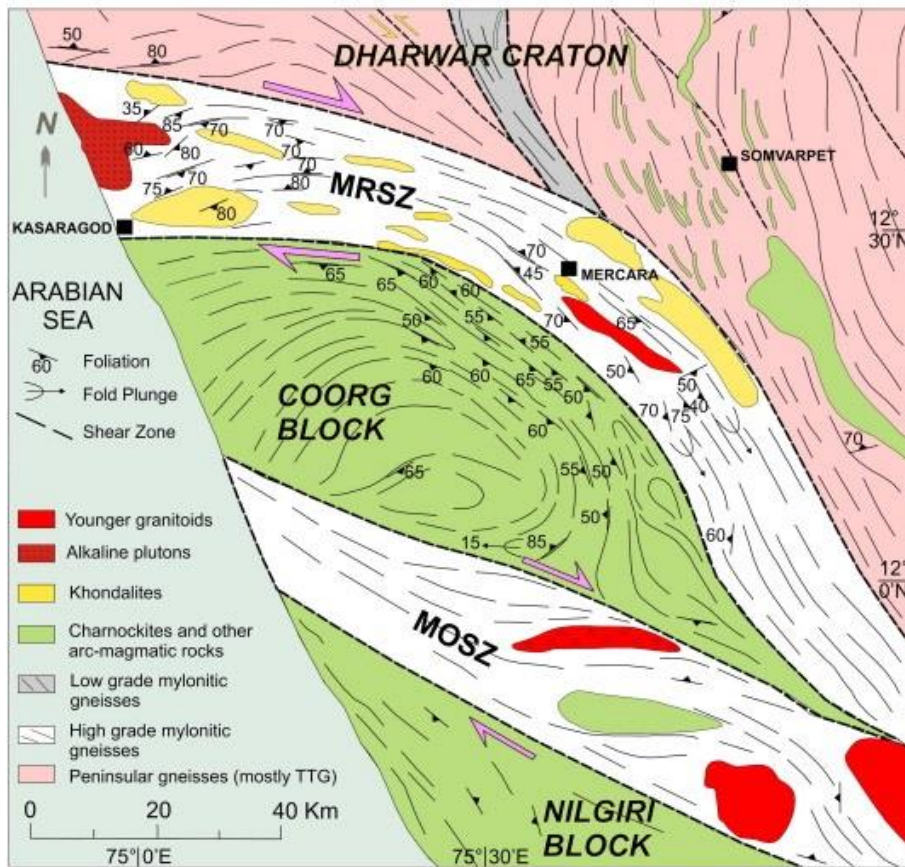 50
80
DHARWAR CRATON
N
35
85
70
70
60
80
70
70
75
70
80
80
MRSZ
SOMVARPET
KASARAGOD
12°
30'N
70
45
MERCARA
65
65
60
60
ARABIAN
SEA
50
55
70
65
55
60
Foliation
60
60
60
65
55
60
50
50
40
75
70
Fold Plunge
COORG
BLOCK
60
Shear Zone
70
65
55
50
50
60
Younger granitoids
15
85
Alkaline plutons
12°
0'N
Khondalites
Charnockites and other
arc-magmatic rocks
MOSZ
Low grade mylonitic
gneisses
High grade mylonitic
gneisses
Peninsular gneisses (mostly TTG)
0 20 40 Km
NILGIRI
BLOCK
75°0'E
75°30'E